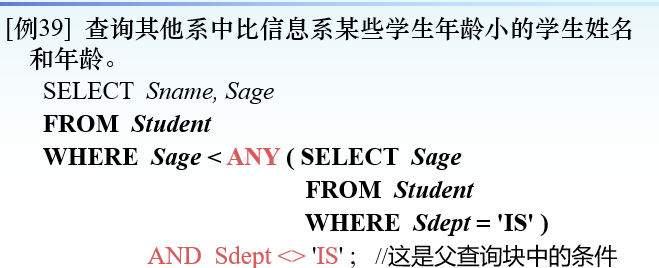 [例39] 查询其他系中比信息系某些学生年龄小的学生姓名
和年龄。
SELECT Sname, Sage
FROM Student
WHERE Sage < ANY ( SELECT Sage
FROM Student
WHERE Sdept = 'IS' )
AND Sdept <> 'IS' ; //这是父查询块中的条件